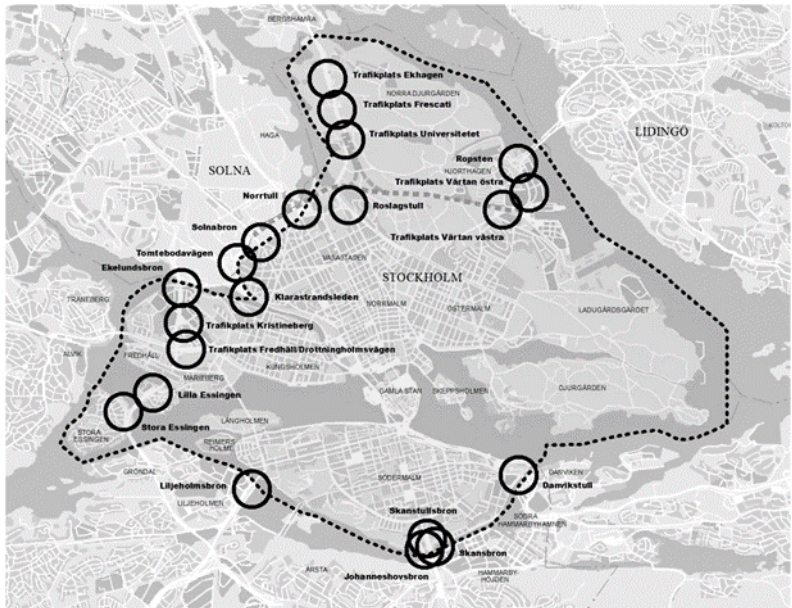 BERGSHAMRA
Trafikplats Ekhagen
NORRA DJURGÅRDEN
Trafikplats Frescati
Trafikplats Universitetet
HAGA
LIDINGÖ
SOLNA
Ropsten
HJORTHAGEN
Trafikplats Värtan östra
Norrtull
Roslagstull
Solnabron
Trafikplats Värtan västra
Tomtebodavägen
VASASTADEN
Ekelundsbron
STOCKHOLM
TRANEBERG
Klarastrandsleden
NORRMALM
ÖSTERMALM
LADUGÅRDSGÄRDET
Trafikplats Kristineberg
ALVIK
FREDHÄLL
Trafikplats Fredhäll/Drottningholmsvägen
KUNGSHOLMEN
MARIEBERG
Lilla Essingen
GAMLA STAN
SKEPPSHOLMEN
DJURGÅRDEN
LÅNGHOLMEN
Stora Essingen
STORA
ESSINGEN
REIMERS
HOLME
GRÖNDAL
SÖDERMALM
DANVIKEN
Liljeholmsbron
Danvikstull
LILJEHOLMEN
Skanstullsbron
SÖDRA
HAMMARBYHAMNEN
Skansbron
ÅRSTA
Johanneshovsbron
HAMMARBY-
HÖJDEN